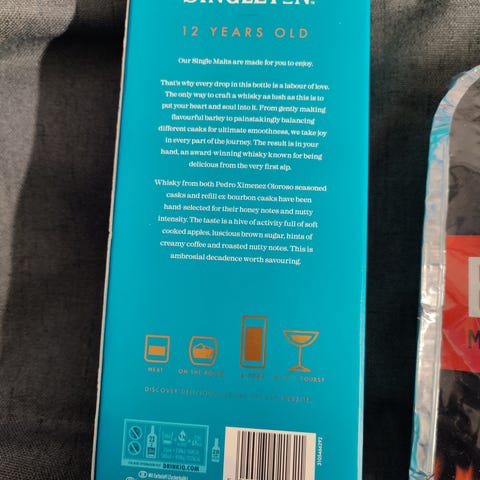 SINGLETON.
12 YEARS OLD
Our Single Malts are made for you to enjoy.
That's why every drop in this bottle is a labour of love.
The only way to craft a whisky as lush as this is to
put your heart and soul into it. From gently malting
flavourful barley to painstakingly balancing
different casks for ultimate smoothness, we take joy
in every part of the journey. The result is in your
hand, an award-winning whisky known for being
delicious from the very first sip.
Whisky from both Pedro Ximenez Oloroso seasoned
casks and refill ex-bourbon casks have been
hand-selected for their honey notes and nutty
intensity. The taste is a hive of activity full of soft
cooked apples, luscious brown sugar, hints of
creamy coffee and roasted nutty notes. This is
ambrosial decadence worth savouring.
NEAT
ON THE ROCKS
DISCOVER DELICIOUS
WEBSITE.
DRINKIQ.COM
3105466292